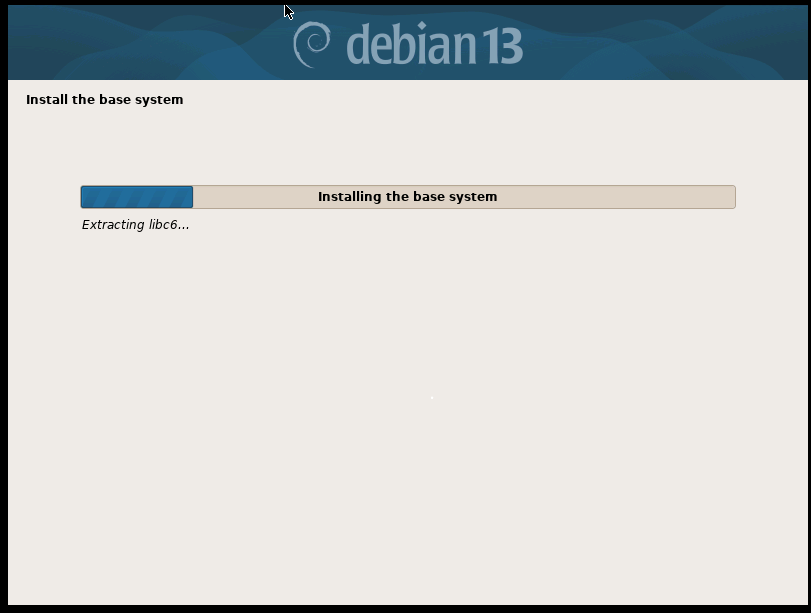 debian 13
Install the base system
Installing the base system
Extracting libc6...